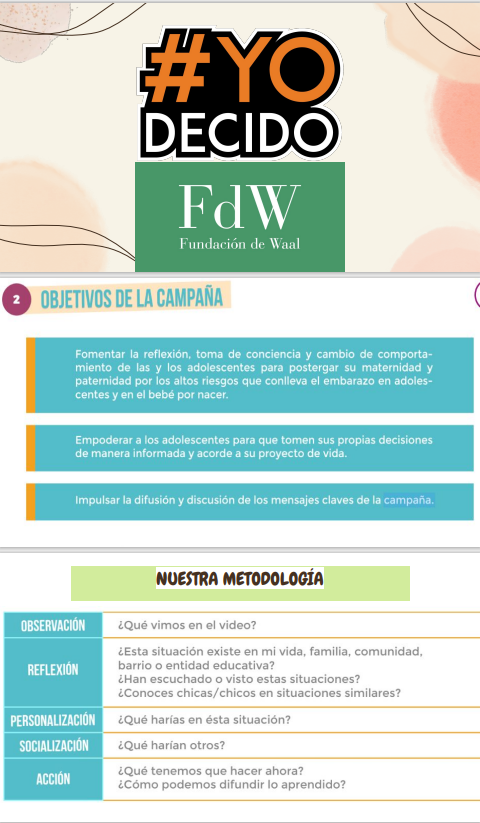 #YO
DECIDO
FdW
Fundación de Waal
2
OBJETIVOS DE LA CAMPAÑA
Fomentar la reflexión, toma de conciencia y cambio de comporta-
miento de las y los adolescentes para postergar su maternidad y
paternidad por los altos riesgos que conlleva el embarazo en adoles-
centes y en el bebé por nacer.
Empoderar a los adolescentes para que tomen sus propias decisiones
de manera informada y acorde a su proyecto de vida.
Impulsar la difusión y discusión de los mensajes claves de la campaña.
NUESTRA METODOLOGÍA
OBSERVACIÓN
¿Qué vimos en el video?
REFLEXIÓN
¿Esta situación existe en mi vida, familia, comunidad,
barrio o entidad educativa?
¿Han escuchado o visto estas situaciones?
¿Conoces chicas/chicos en situaciones similares?
PERSONALIZACIÓN
¿Qué harías en ésta situación?
SOCIALIZACIÓN
¿Qué harían otros?
ACCIÓN
¿Qué tenemos que hacer ahora?
¿Cómo podemos difundir lo aprendido?